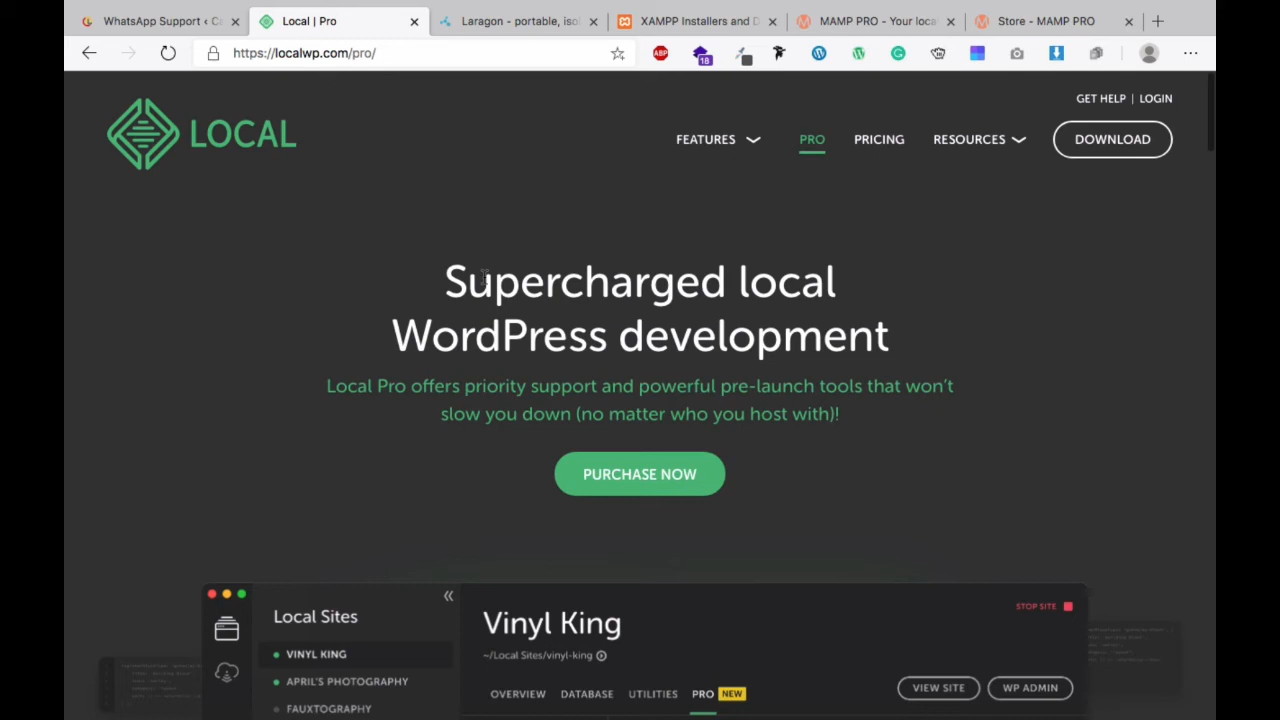 WhatsApp Support ‹ C
Local | Pro
Laragon - portable, iso
XAMPP Installers and D
MAMP PRO - Your loca
Store - MAMP PRO
https://localwp.com/pro/
ABP
18
GET HELP | LOGIN
LOCAL
FEATURES
PRO
PRICING
RESOURCES
DOWNLOAD
Supercharged local
WordPress development
Local Pro offers priority support and powerful pre-launch tools that won’t
slow you down (no matter who you host with)!
PURCHASE NOW
Local Sites
VINYL KING
APRIL'S PHOTOGRAPHY
FAUXTOGRAPHY
Vinyl King
STOP SITE
~/Local Sites/vinyl-king
OVERVIEW
DATABASE
UTILITIES
PRO NEW
VIEW SITE
WP ADMIN